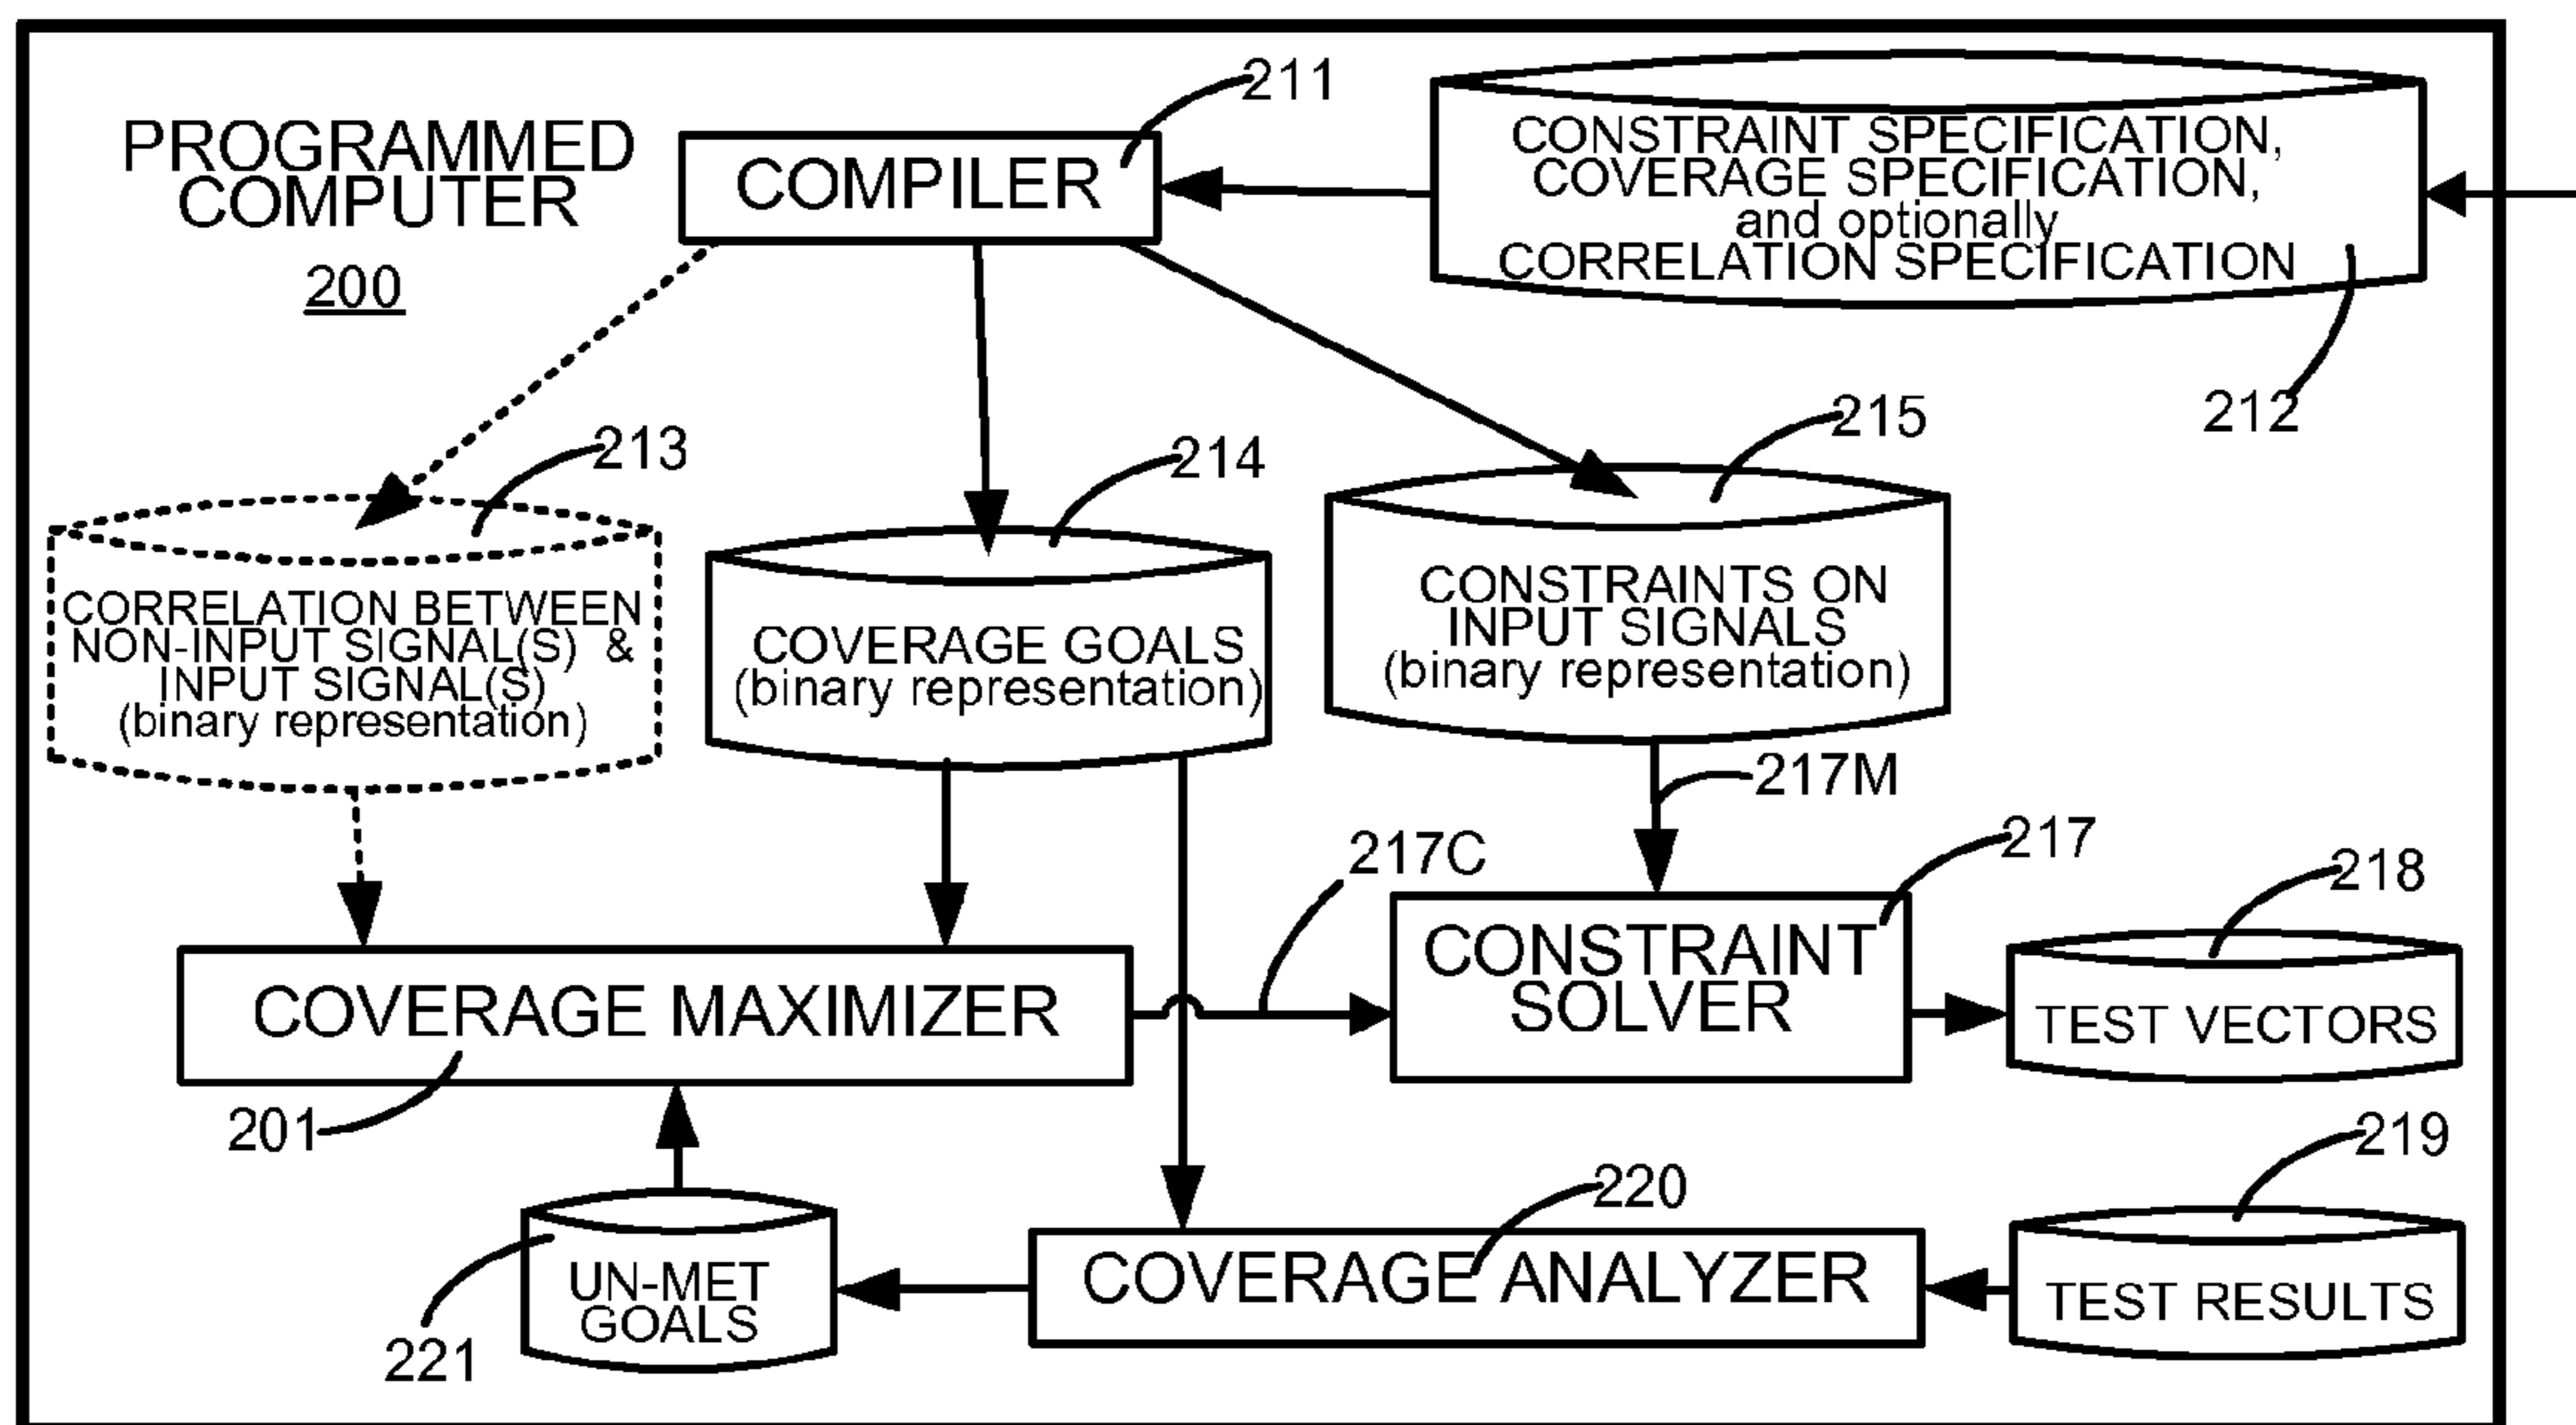 PROGRAMMED
COMPUTER
200
COMPILER
211
CONSTRAINT SPECIFICATION,
COVERAGE SPECIFICATION,
and optionally
CORRELATION SPECIFICATION
212
213
CORRELATION BETWEEN
NON-INPUT SIGNAL(S) &
INPUT SIGNAL(S)
(binary representation)
214
COVERAGE GOALS
(binary representation)
215
CONSTRAINTS ON
INPUT SIGNALS
(binary representation)
217M
217C
217
COVERAGE MAXIMIZER
201
CONSTRAINT
SOLVER
218
TEST VECTORS
219
TEST RESULTS
220
COVERAGE ANALYZER
UN-MET
GOALS
221